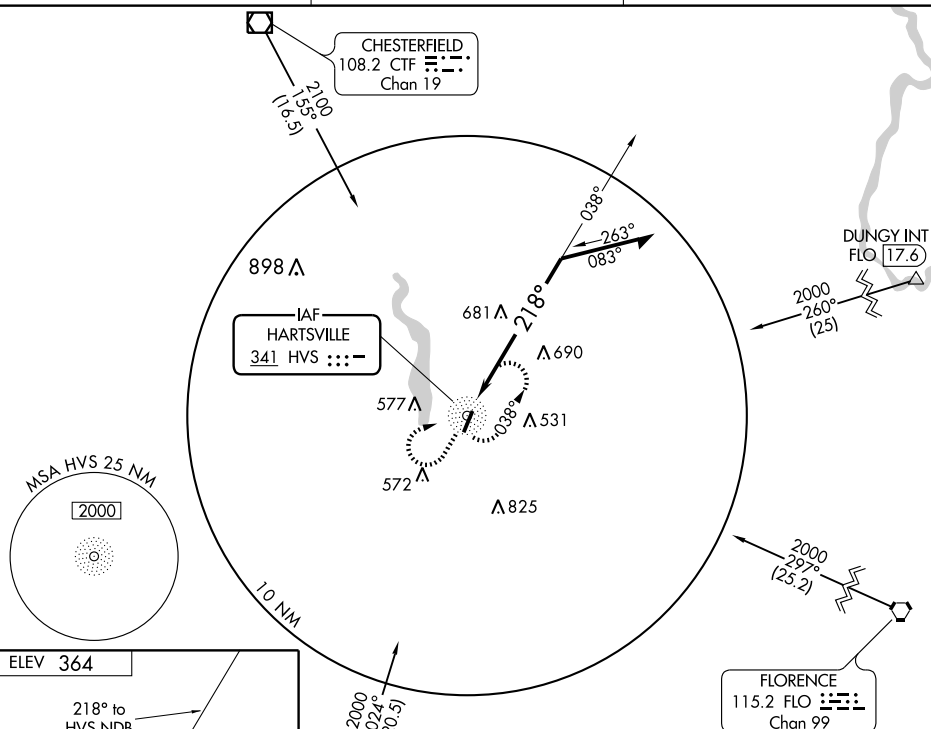 CHESTERFIELD
108.2 CTF
Chan 19
2100
155°
(16.5)
038°
263°
083°
DUNGY INT
FLO 17.6
2000
260°
(25)
898
681
218°
IAF
HARTSVILLE
341 HVS
690
577
038°
531
572
825
MSA HVS 25 NM
2000
10 NM
2000
297°
(25.2)
ELEV 364
218° to
HVS NDB
2000
024°
FLORENCE
115.2 FLO
Chan 99